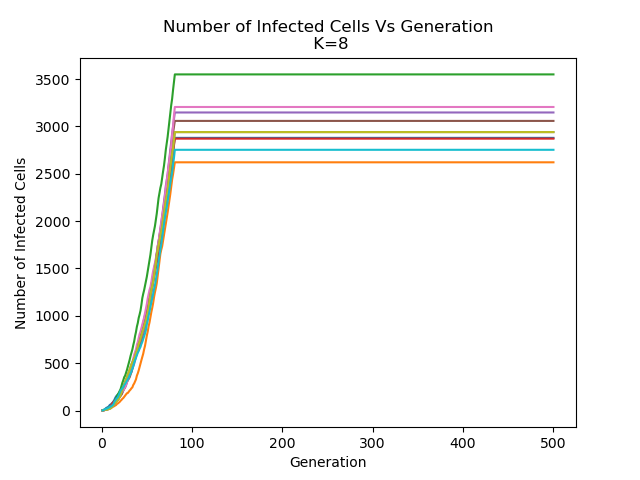 Number of Infected Cells Vs Generation
K=8
Number of Infected Cells
3500
3000
2500
2000
1500
1000
500
0
0 100 200 300 400 500
Generation